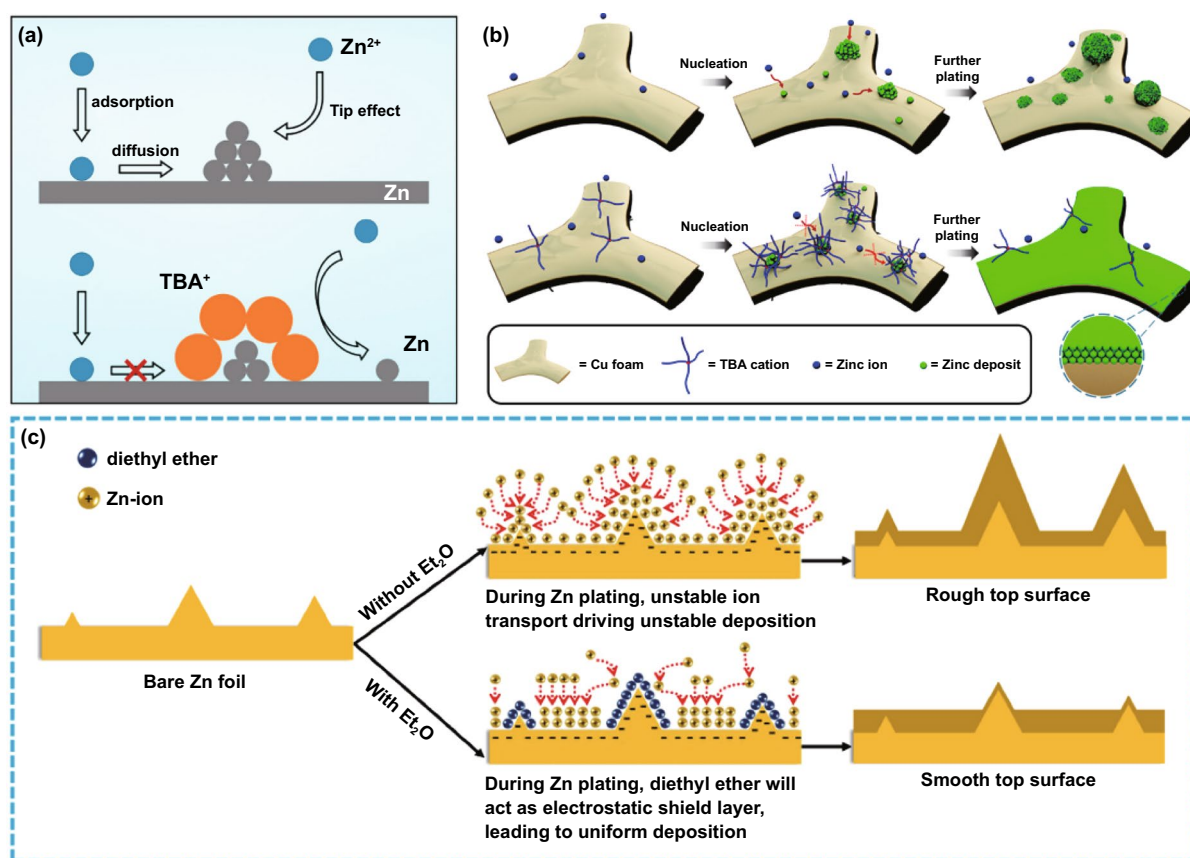 (a)
Zn²⁺
adsorption
Tip effect
diffusion
Zn
TBA⁺
Zn
(b)
Nucleation
Further
plating
Nucleation
Further
plating
= Cu foam
= TBA cation
= Zinc ion
= Zinc deposit
(c)
diethyl ether
Zn-ion
Bare Zn foil
Without Et₂O
With Et₂O
During Zn plating, unstable ion
transport driving unstable deposition
Rough top surface
During Zn plating, diethyl ether will
act as electrostatic shield layer,
leading to uniform deposition
Smooth top surface